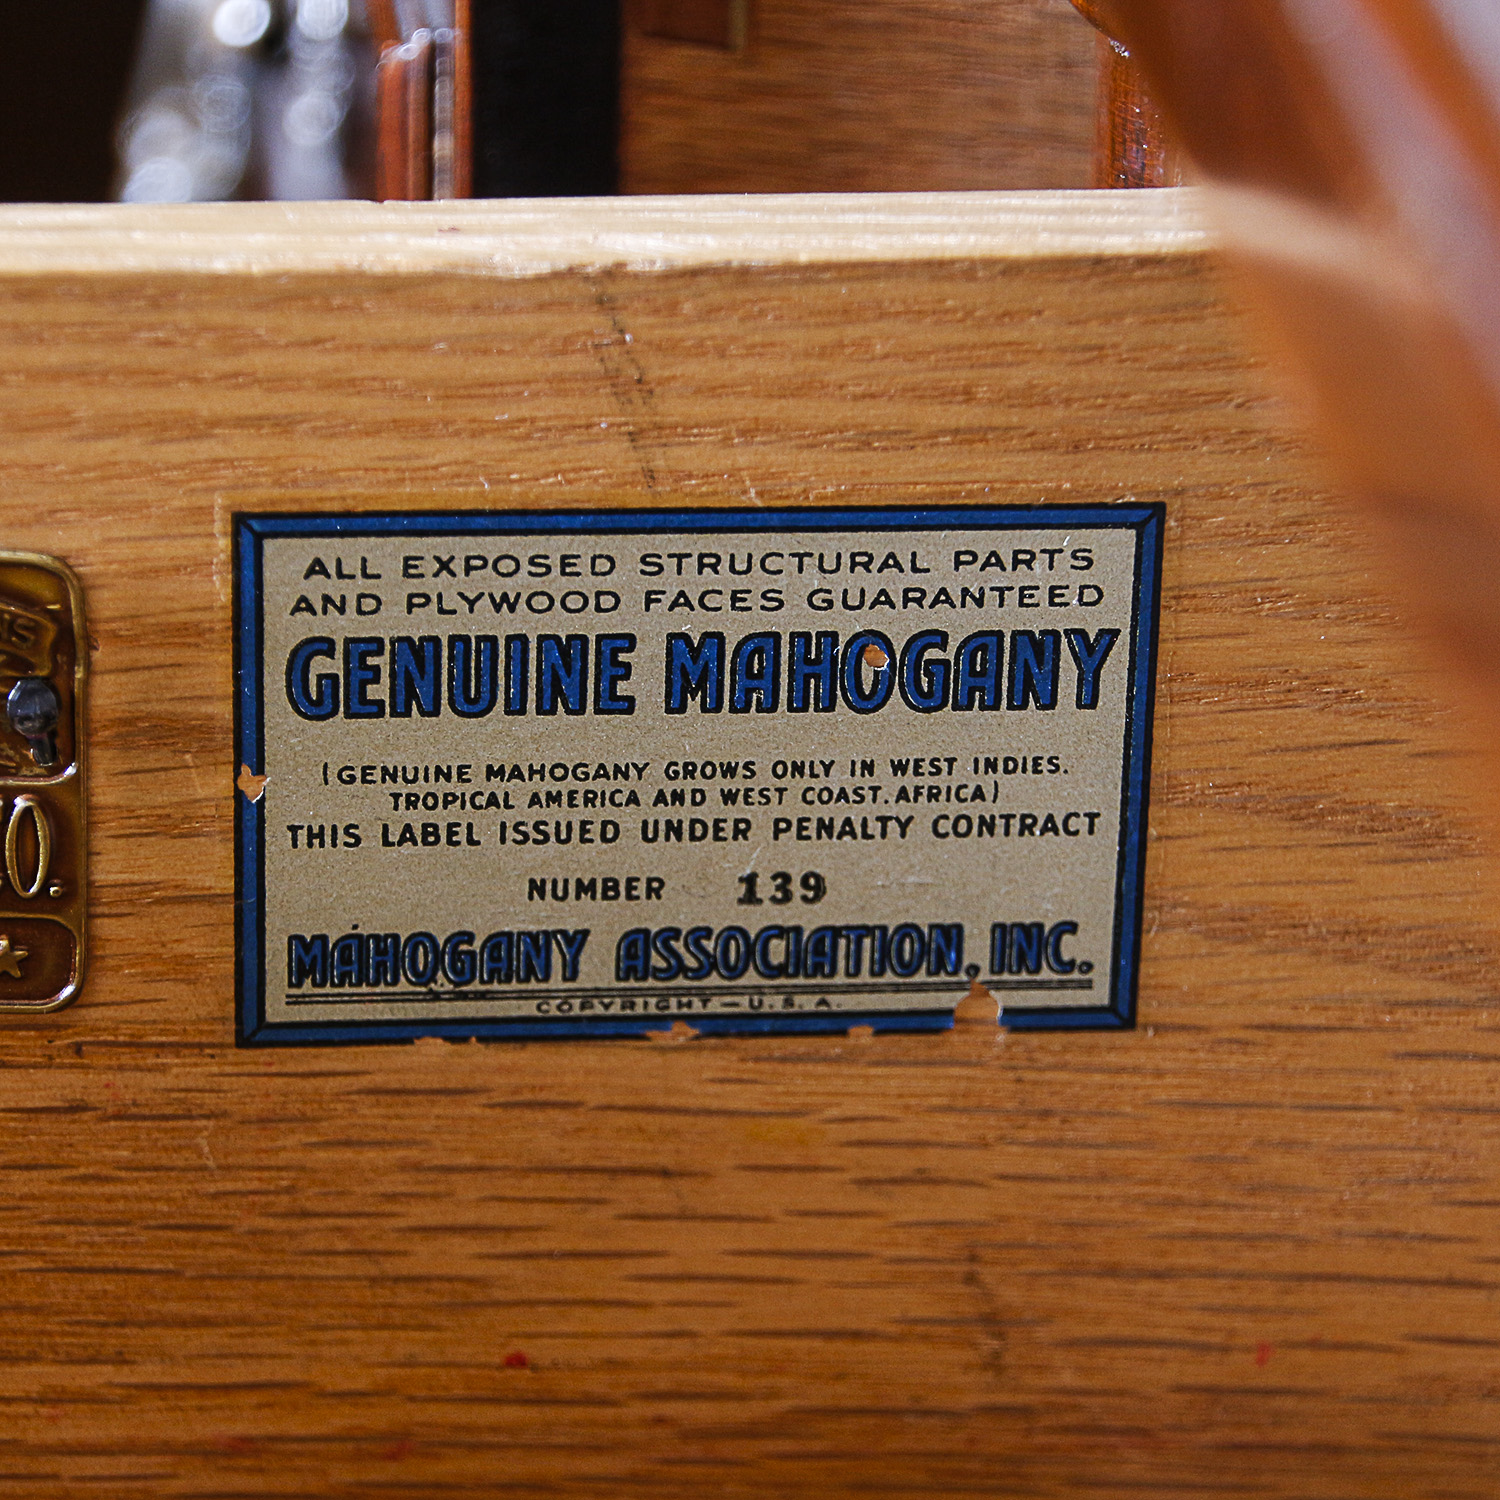 ALL EXPOSED STRUCTURAL PARTS
AND PLYWOOD FACES GUARANTEED
GENUINE MAHOGANY
(GENUINE MAHOGANY GROWS ONLY IN WEST INDIES.
TROPICAL AMERICA AND WEST COAST. AFRICA)
THIS LABEL ISSUED UNDER PENALTY CONTRACT
NUMBER 139
MAHOGANY ASSOCIATION, INC.
COPYRIGHT — U.S.A.